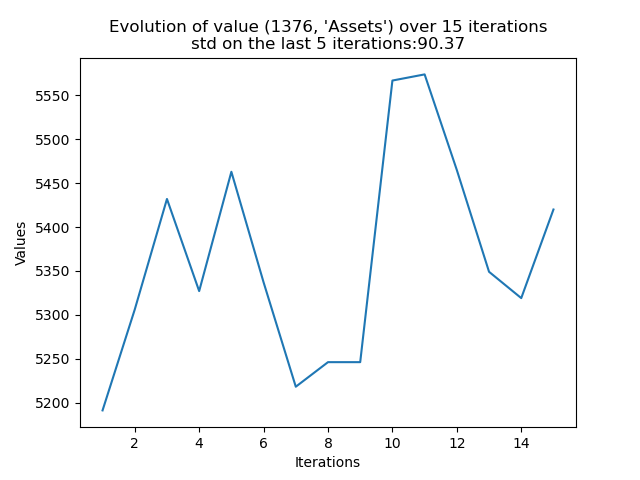 Evolution of value (1376, 'Assets') over 15 iterations
std on the last 5 iterations:90.37
Values
5550
5500
5450
5400
5350
5300
5250
5200
2 4 6 8 10 12 14
Iterations